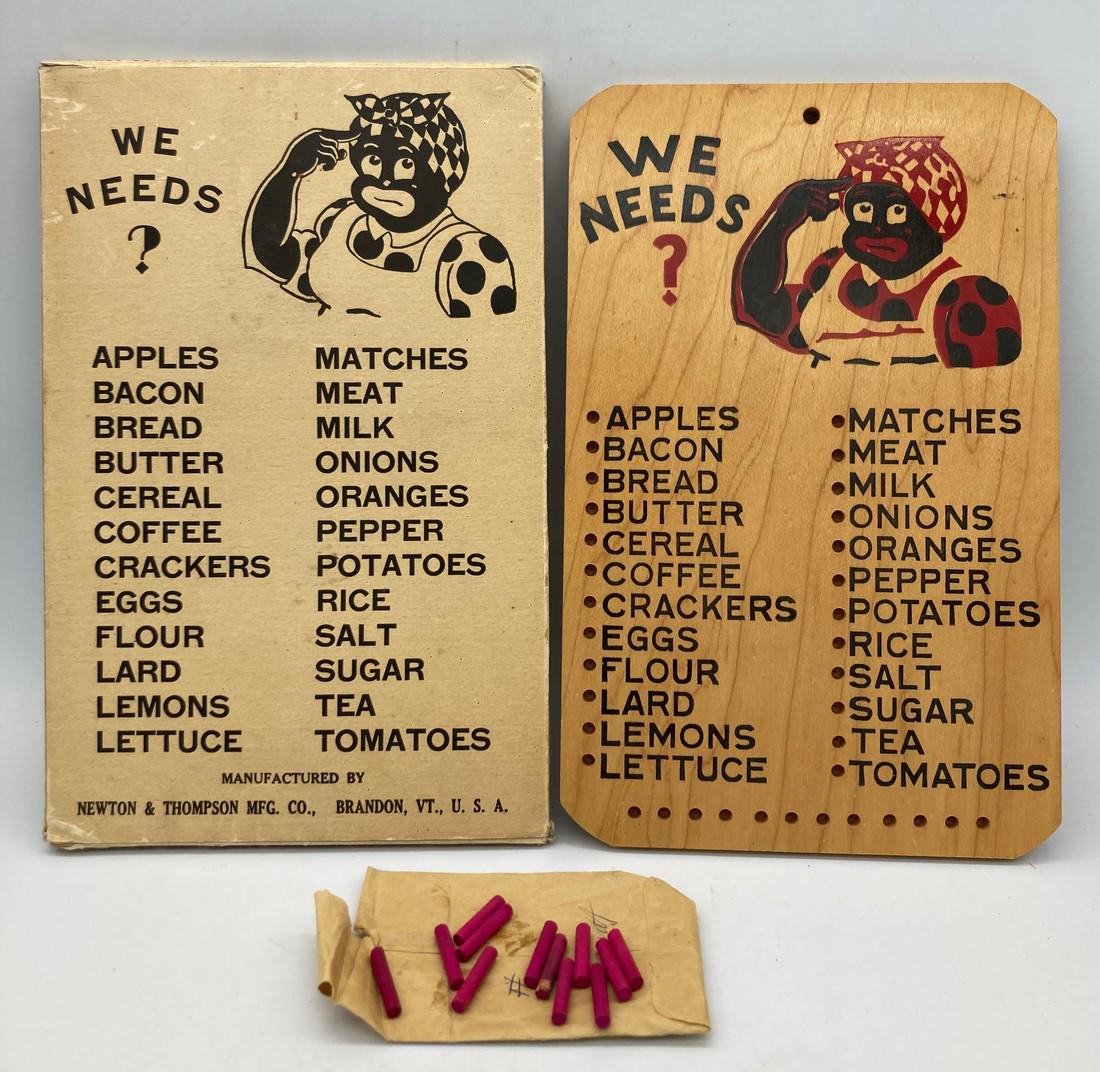 WE
NEEDS
?
APPLES MATCHES
BACON MEAT
BREAD MILK
BUTTER ONIONS
CEREAL ORANGES
COFFEE PEPPER
CRACKERS POTATOES
EGGS RICE
FLOUR SALT
LARD SUGAR
LEMONS TEA
LETTUCE TOMATOES
MANUFACTURED BY
NEWTON & THOMPSON MFG. CO., BRANDON, VT., U. S. A.
WE
NEEDS
?
APPLES MATCHES
BACON MEAT
BREAD MILK
BUTTER ONIONS
CEREAL ORANGES
COFFEE PEPPER
CRACKERS POTATOES
EGGS RICE
FLOUR SALT
LARD SUGAR
LEMONS TEA
LETTUCE TOMATOES
#